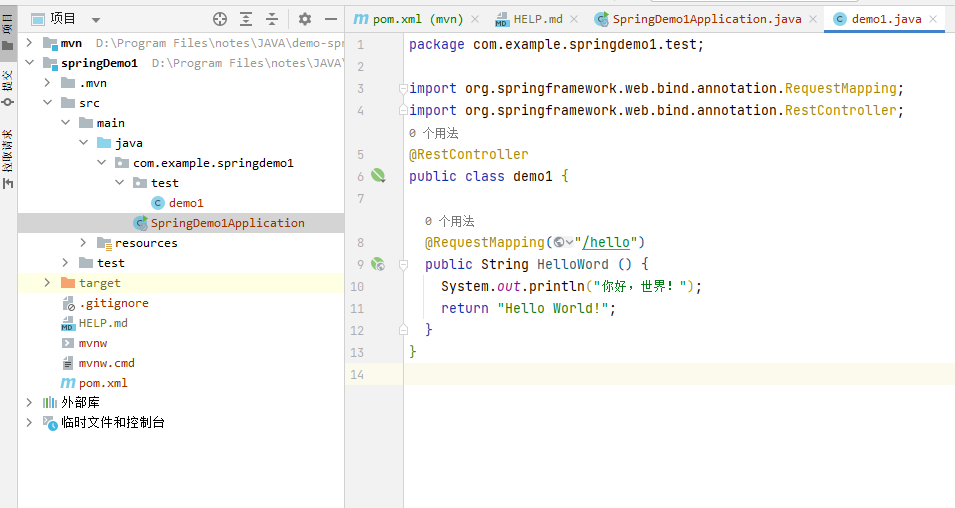 项目
提交
拉取请求
项目
mvn D:\Program Files\notes\JAVA\demo-spr
springDemo1 D:\Program Files\notes\JAVA\
.mvn
src
main
java
com.example.springdemo1
test
demo1
SpringDemo1Application
resources
test
target
.gitignore
HELP.md
mvnw
mvnw.cmd
pom.xml
外部库
临时文件和控制台
pom.xml (mvn)
HELP.md
SpringDemo1Application.java
demo1.java
1 package com.example.springdemo1.test;
2
3 import org.springframework.web.bind.annotation.RequestMapping;
4 import org.springframework.web.bind.annotation.RestController;
0 个用法
5 @RestController
6 public class demo1 {
7
0 个用法
8 @RequestMapping("/hello")
9 public String HelloWord () {
10 System.out.println("你好，世界！");
11 return "Hello World!";
12 }
13 }
14